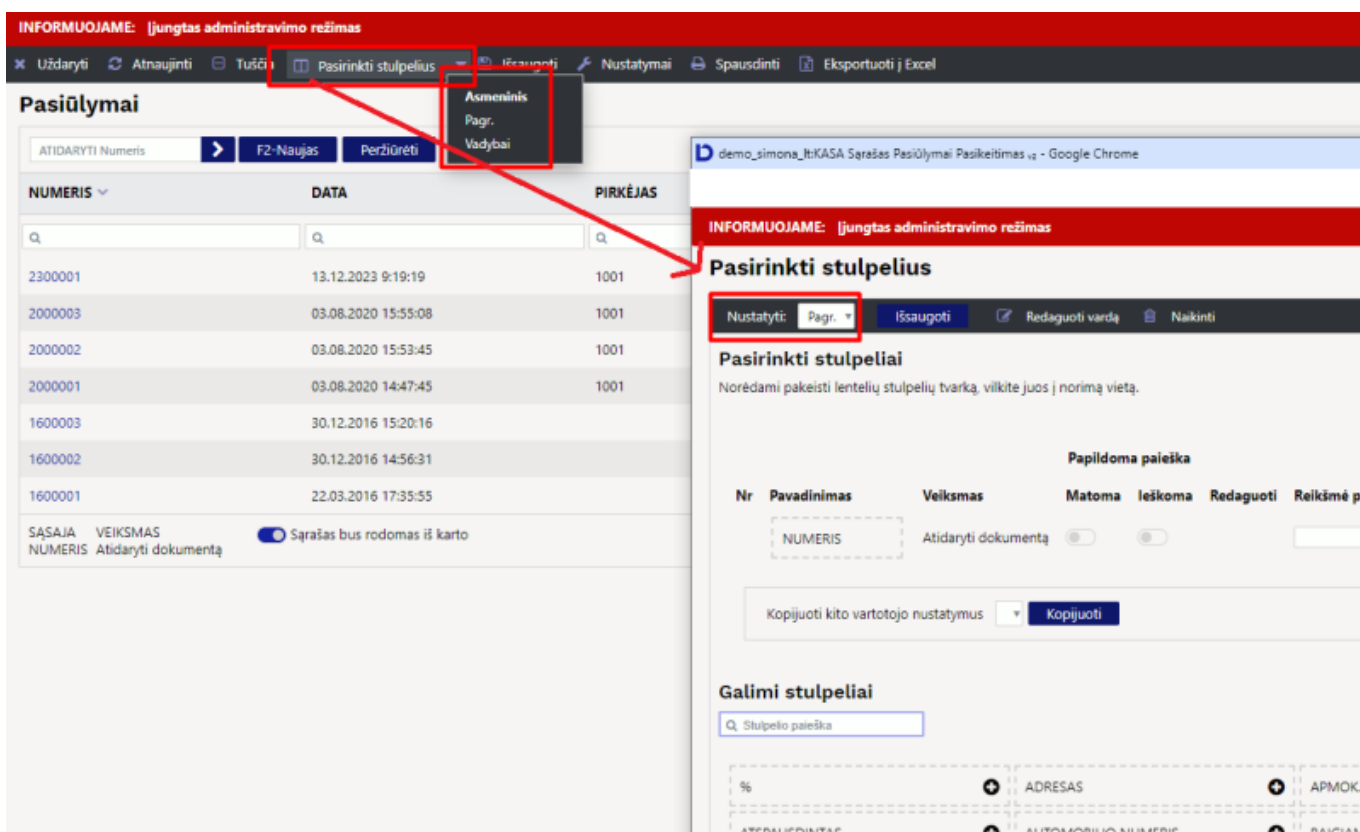 INFORMUOJAME: Įjungtas administravimo režimas
Uždaryti Atnaujinti Pasirinkti stulpelius Išsaugoti Nustatymai Spausdinti Eksportuoti į Excel
Asmeninis
Pagr.
Vadybai
Pasiūlymai
ATIDARYTI Numeris F2-Naujas Peržiūrėti
NUMERIS DATA PIRKĖJAS
2300001 13.12.2023 9:19:19 1001
2000003 03.08.2020 15:55:08 1001
2000002 03.08.2020 15:53:45 1001
2000001 03.08.2020 14:47:45 1001
1600003 30.12.2016 15:20:16
1600002 30.12.2016 14:56:31
1600001 22.03.2016 17:35:55
SĄSAJA VEIKSMAS
NUMERIS Atidaryti dokumentą
Sąrašas bus rodomas iš karto
demo_simona_lt:KASA Sąrašas Pasiūlymai Pasikeitimas v2 - Google Chrome
INFORMUOJAME: Įjungtas administravimo režimas
Pasirinkti stulpelius
Nustatyti: Pagr. Išsaugoti Redaguoti vardą Naikinti
Pasirinkti stulpeliai
Norėdami pakeisti lentelių stulpelių tvarką, vilkite juos į norimą vietą.
Papildoma paieška
Nr Pavadinimas Veiksmas Matoma Ieškoma Redaguoti Reikšmė p
NUMERIS Atidaryti dokumentą
Kopijuoti kito vartotojo nustatymus Kopijuoti
Galimi stulpeliai
Stulpelio paieška
% ADRESAS APMOK.
AUTOMOBILIO NUMERIS